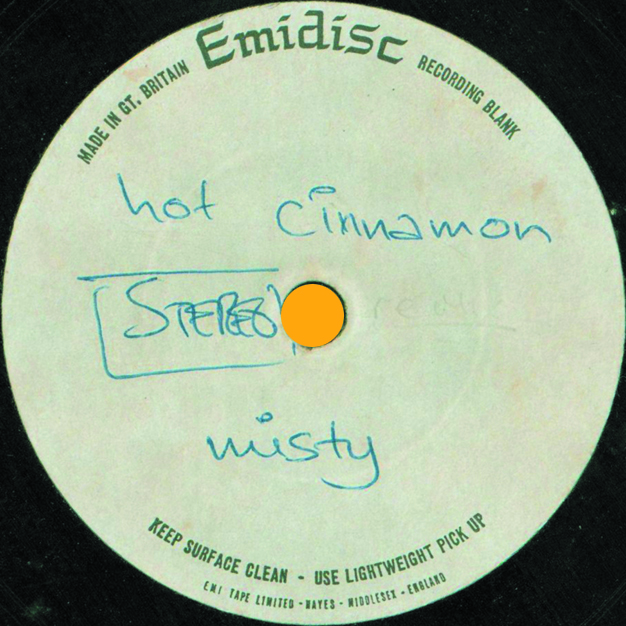 Emidisc
MADE IN GT. BRITAIN
RECORDING BLANK
hot cinnamon
STEREO
misty
KEEP SURFACE CLEAN - USE LIGHTWEIGHT PICK UP
EMI TAPE LIMITED - HAYES - MIDDLESEX - ENGLAND